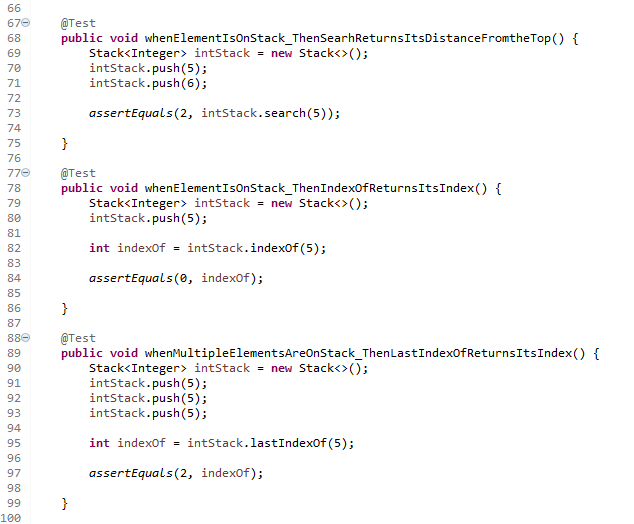 66
67 @Test
68 public void whenElementIsOnStack_ThenSearhReturnsItsDistanceFromtheTop() {
69 Stack<Integer> intStack = new Stack<>();
70 intStack.push(5);
71 intStack.push(6);
72
73 assertEquals(2, intStack.search(5));
74
75 }
76
77 @Test
78 public void whenElementIsOnStack_ThenIndexOfReturnsItsIndex() {
79 Stack<Integer> intStack = new Stack<>();
80 intStack.push(5);
81
82 int indexOf = intStack.indexOf(5);
83
84 assertEquals(0, indexOf);
85
86 }
87
88 @Test
89 public void whenMultipleElementsAreOnStack_ThenLastIndexOfReturnsItsIndex() {
90 Stack<Integer> intStack = new Stack<>();
91 intStack.push(5);
92 intStack.push(5);
93 intStack.push(5);
94
95 int indexOf = intStack.lastIndexOf(5);
96
97 assertEquals(2, indexOf);
98
99 }
100